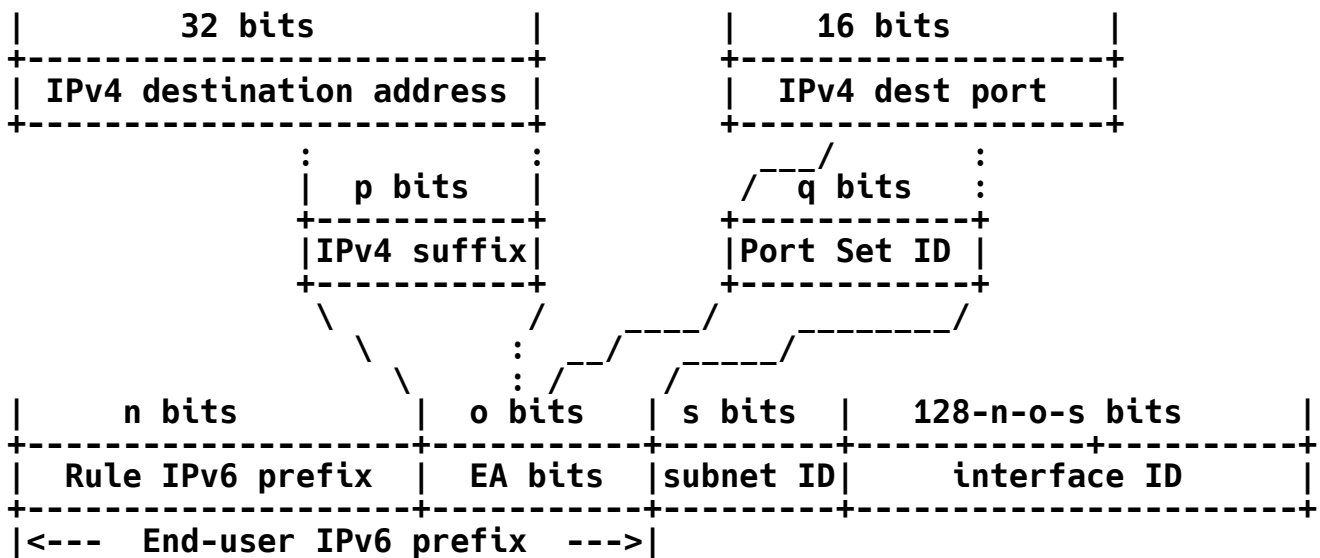 32 bits 16 bits
IPv4 destination address IPv4 dest port
p bits q bits
IPv4 suffix Port Set ID
n bits o bits s bits 128-n-o-s bits
Rule IPv6 prefix EA bits subnet ID interface ID
<--- End-user IPv6 prefix --->